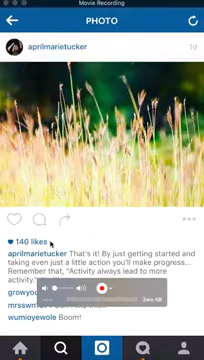 Movie Recording
PHOTO
aprilmarietucker 1d
140 likes
aprilmarietucker That's it! By just getting started and
taking even just a little action you'll make progress...
Remember that, "Activity always lead to more
activity."
growyou
mrsswm
Zero KB
wumioyewole Boom!